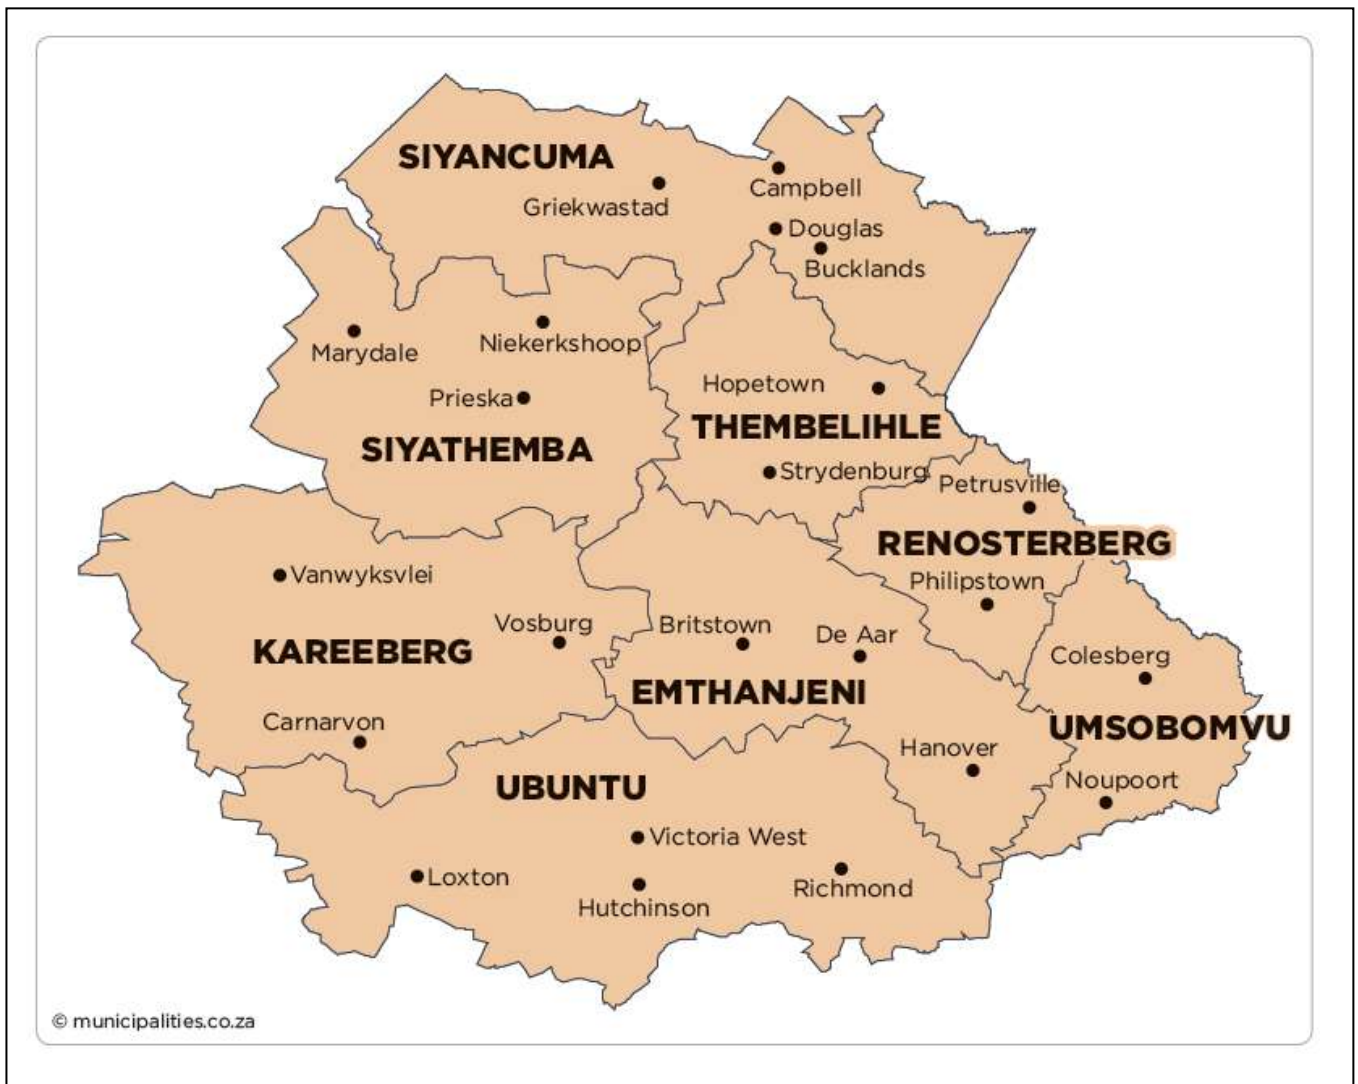 SIYANCUMA
Campbell
Griekwastad
Douglas
Bucklands
Marydale
Niekerkshoop
Prieska
SIYATHEMBA
Hopetown
THEMBELIHLE
Strydenburg
Petrusville
RENOSTERBERG
Philipstown
Vanwyksvlei
Vosburg
KAREEBERG
Carnarvon
Britstown
De Aar
EMTHANJENI
Hanover
Colesberg
UMSOBOMVU
Noupoort
UBUNTU
Victoria West
Loxton
Hutchinson
Richmond
© municipalities.co.za